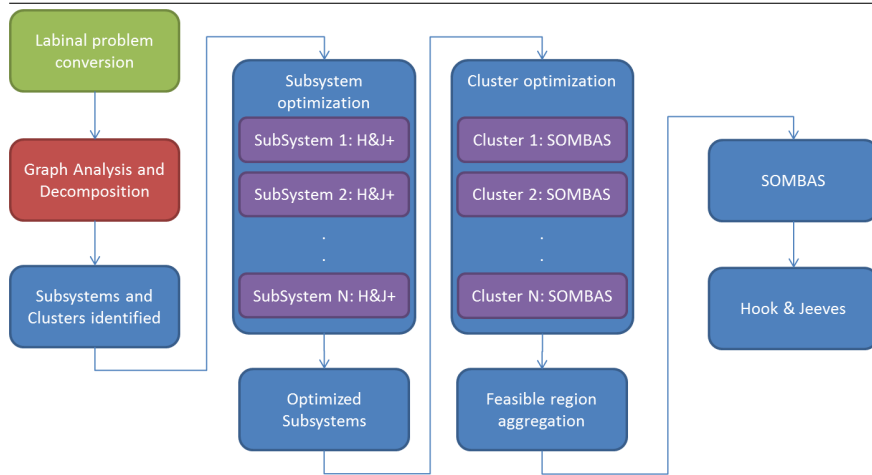 Labinal problem
conversion
Graph Analysis and
Decomposition
Subsystems and
Clusters identified
Subsystem
optimization
SubSystem 1: H&J+
SubSystem 2: H&J+
.
.
SubSystem N: H&J+
Optimized
Subsystems
Cluster optimization
Cluster 1: SOMBAS
Cluster 2: SOMBAS
.
.
Cluster N: SOMBAS
Feasible region
aggregation
SOMBAS
Hook & Jeeves